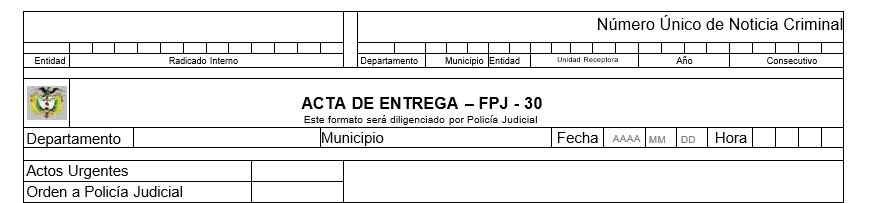 Número Único de Noticia Criminal
Entidad Radicado Interno Departamento Municipio Entidad Unidad Receptora Año Consecutivo
ACTA DE ENTREGA – FPJ - 30
Este formato será diligenciado por Policía Judicial
Departamento Municipio Fecha AAAA MM DD Hora
Actos Urgentes
Orden a Policía Judicial